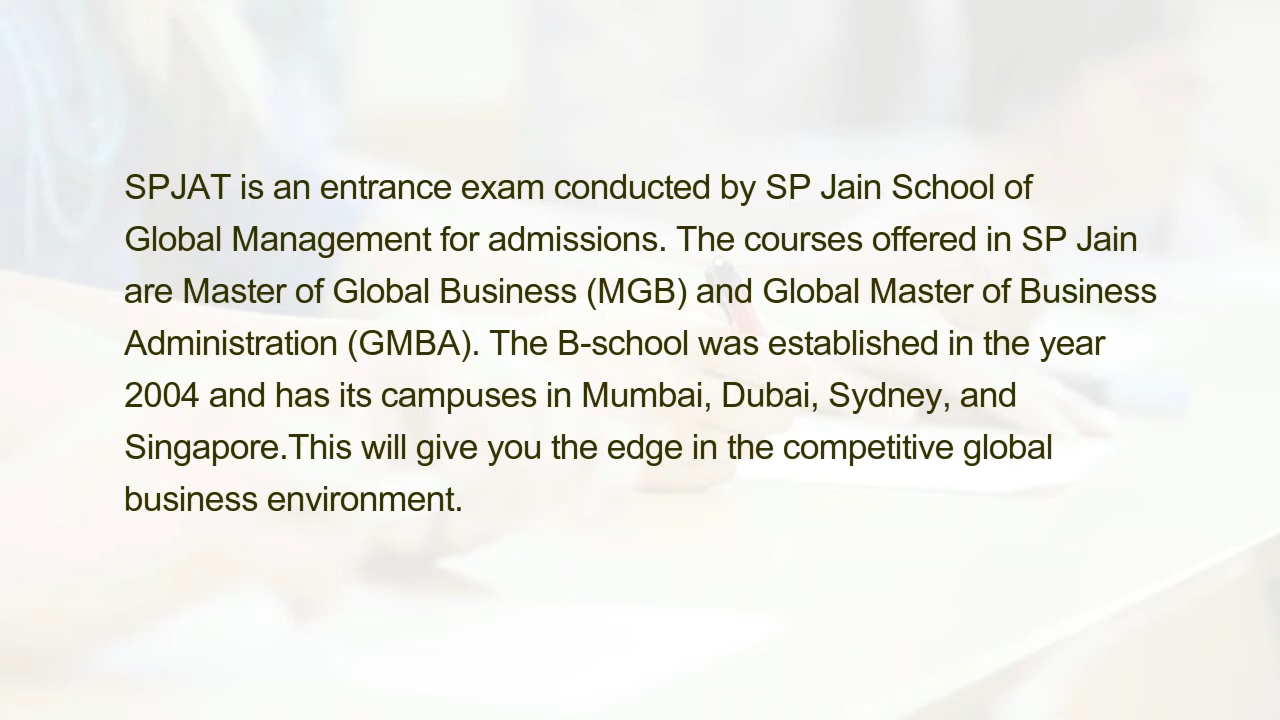 SPJAT is an entrance exam conducted by SP Jain School of
Global Management for admissions. The courses offered in SP Jain
are Master of Global Business (MGB) and Global Master of Business
Administration (GMBA). The B-school was established in the year
2004 and has its campuses in Mumbai, Dubai, Sydney, and
Singapore.This will give you the edge in the competitive global
business environment.